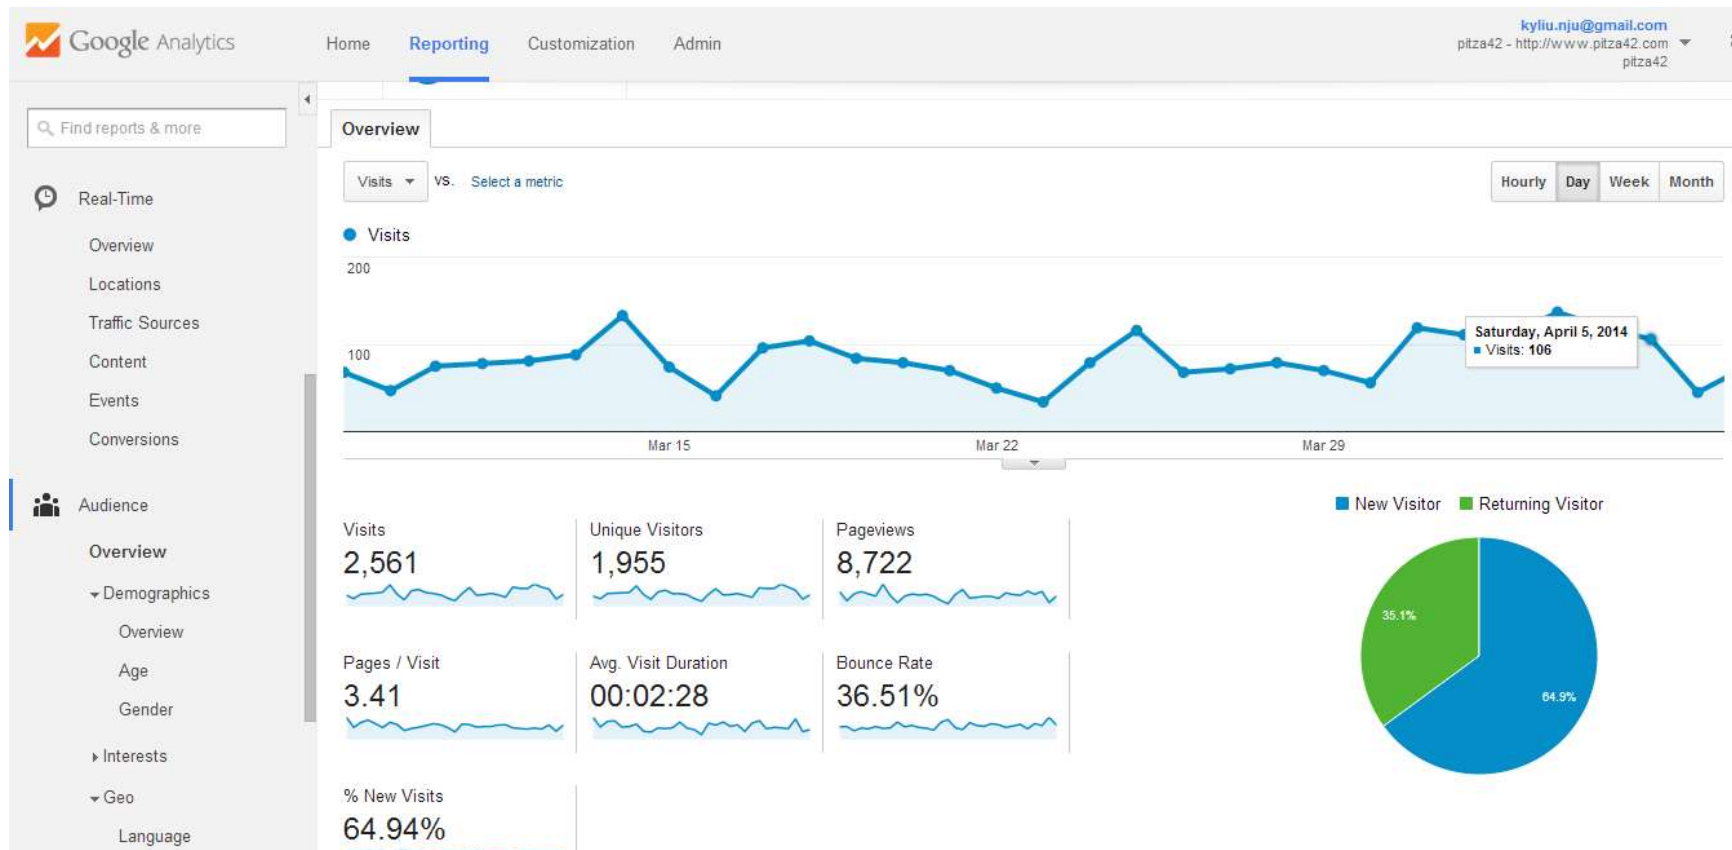 Google Analytics
Home Reporting Customization Admin
kyliu.nju@gmail.com
pitza42 - http://www.pitza42.com
pitza42
Find reports & more
Real-Time
Overview
Locations
Traffic Sources
Content
Events
Conversions
Audience
Overview
Demographics
Overview
Age
Gender
Interests
Geo
Language
Overview
Visits vs. Select a metric
Hourly Day Week Month
Visits
200
100
Saturday, April 5, 2014
Visits: 106
Mar 15 Mar 22 Mar 29
Visits
2,561
Unique Visitors
1,955
Pageviews
8,722
Pages / Visit
3.41
Avg. Visit Duration
00:02:28
Bounce Rate
36.51%
% New Visits
64.94%
New Visitor Returning Visitor
35.1%
64.9%